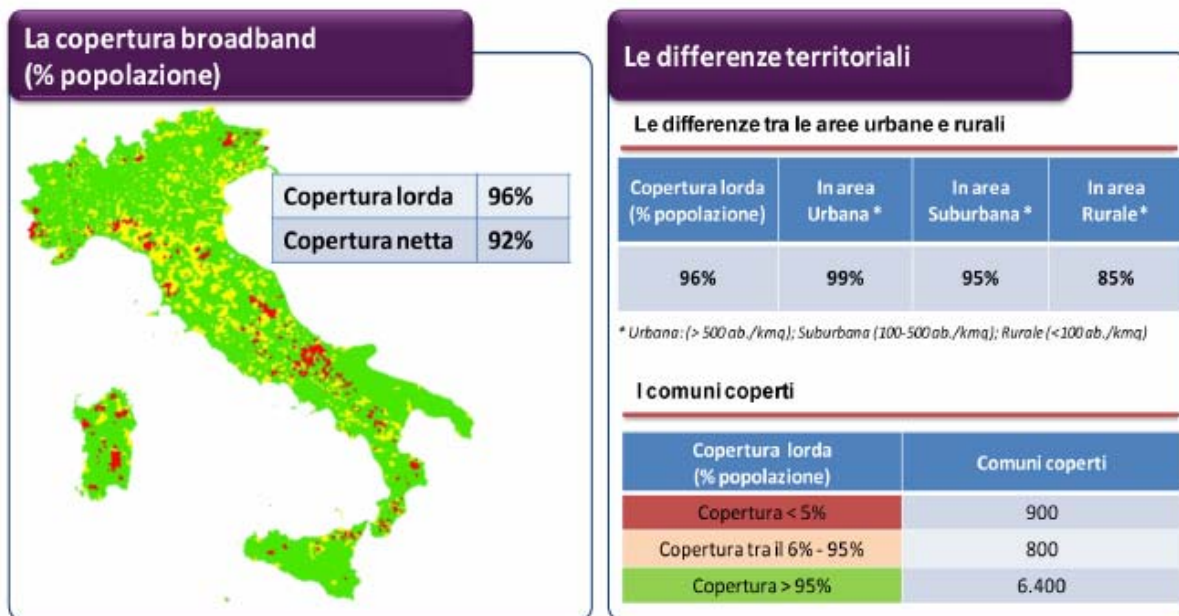 La copertura broadband
(% popolazione)
Copertura lorda 96%
Copertura netta 92%
Le differenze territoriali
Le differenze tra le aree urbane e rurali
Copertura lorda
(% popolazione)
In area
Urbana *
In area
Suburbana *
In area
Rurale*
96% 99% 95% 85%
* Urbana: (> 500 ab./kmq); Suburbana (100-500 ab./kmq); Rurale (<100 ab./kmq)
I comuni coperti
Copertura lorda
(% popolazione)
Comuni coperti
Copertura < 5% 900
Copertura tra il 6% - 95% 800
Copertura > 95% 6.400